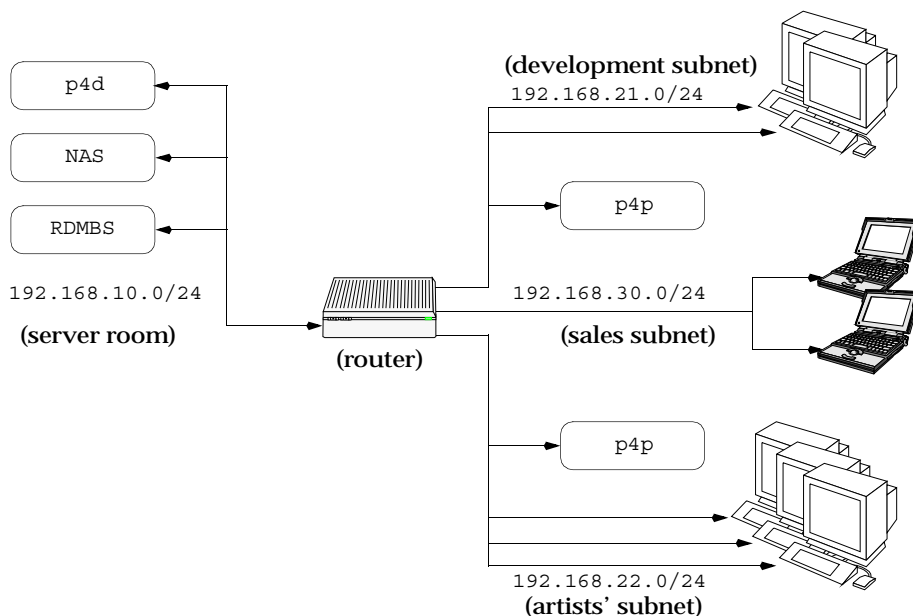 p4d
NAS
RDMBS
192.168.10.0/24
(server room)
(router)
(development subnet)
192.168.21.0/24
p4p
192.168.30.0/24
(sales subnet)
p4p
192.168.22.0/24
(artists’ subnet)